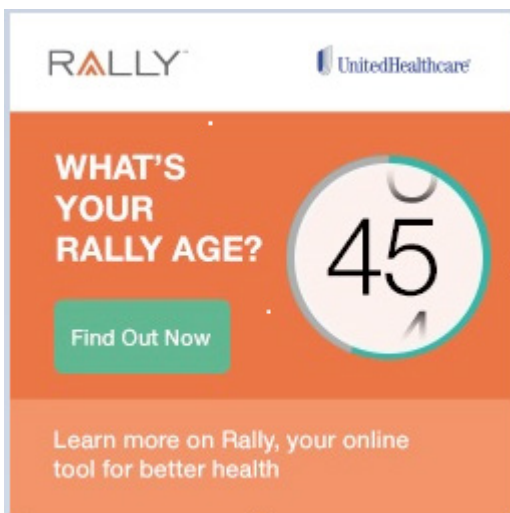 RALLY™
UnitedHealthcare®
WHAT'S
YOUR
RALLY AGE?
45
Find Out Now
Learn more on Rally, your online
tool for better health